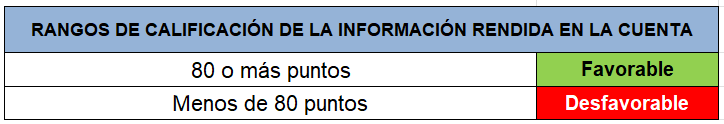 RANGOS DE CALIFICACIÓN DE LA INFORMACIÓN RENDIDA EN LA CUENTA
80 o más puntos Favorable
Menos de 80 puntos Desfavorable